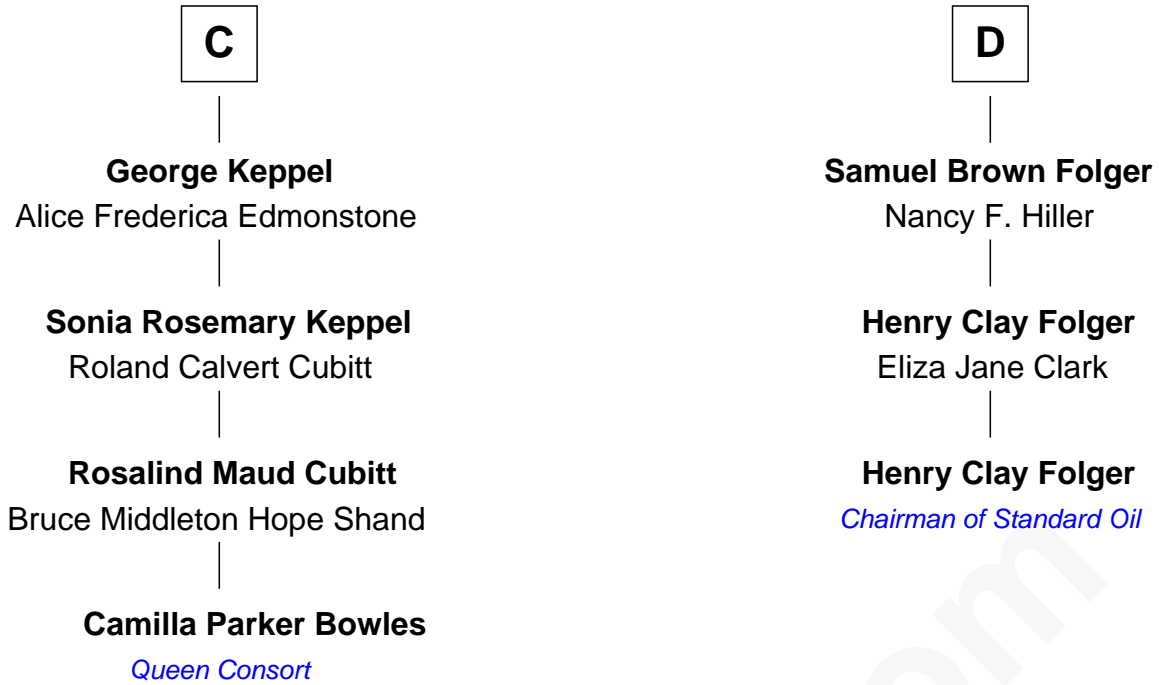 C
George Keppel
Alice Frederica Edmonstone
Sonia Rosemary Keppel
Roland Calvert Cubitt
Rosalind Maud Cubitt
Bruce Middleton Hope Shand
Camilla Parker Bowles
Queen Consort
D
Samuel Brown Folger
Nancy F. Hiller
Henry Clay Folger
Eliza Jane Clark
Henry Clay Folger
Chairman of Standard Oil
om